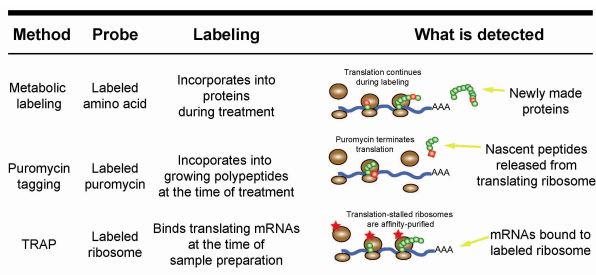 Method Probe Labeling What is detected
Metabolic
labeling
Labeled
amino acid
Incorporates into
proteins
during treatment
Translation continues
during labeling
AAA
Newly made
proteins
Puromycin
tagging
Labeled
puromycin
Incoporates into
growing polypeptides
at the time of treatment
Puromycin terminates
translation
AAA
Nascent peptides
released from
translating ribosome
TRAP
Labeled
ribosome
Binds translating mRNAs
at the time of
sample preparation
Translation-stalled ribosomes
are affinity-purified
AAA
mRNAs bound to
labeled ribosome